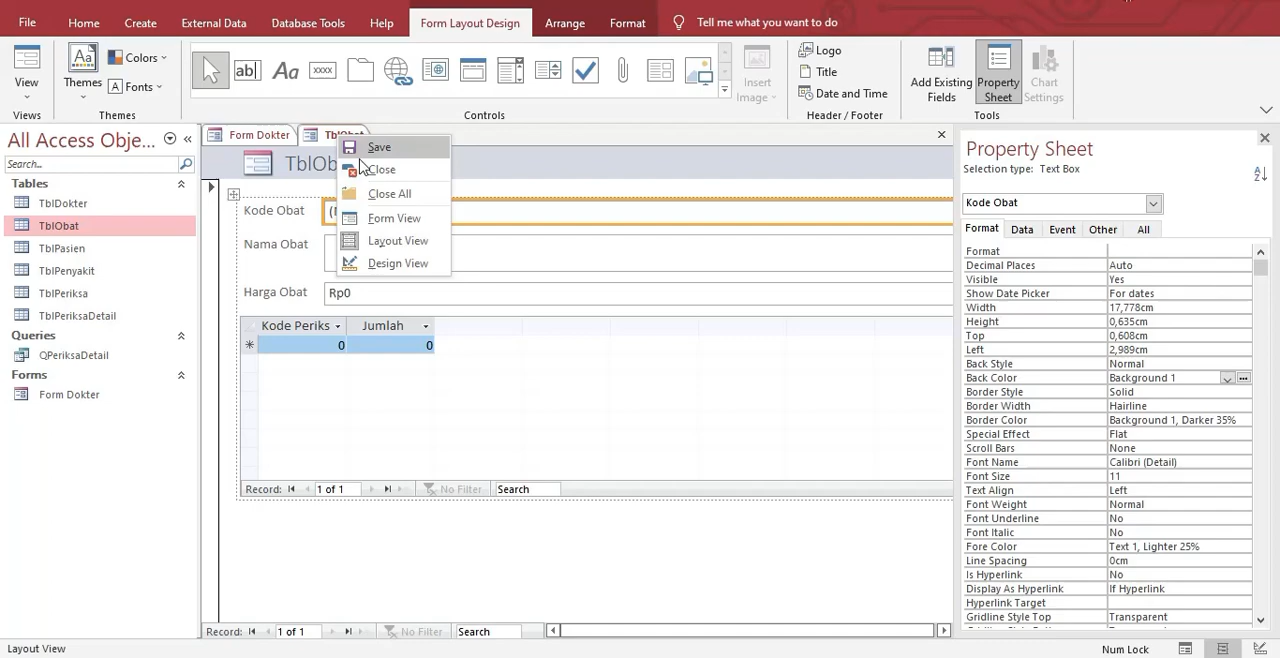 File Home Create External Data Database Tools Help Form Layout Design Arrange Format Tell me what you want to do
View
Views
Aa
Themes
Colors
A Fonts
Themes
ab|
Aa
xxxx
Controls
Insert
Image
Logo
Title
Date and Time
Header / Footer
Add Existing
Fields
Property
Sheet
Chart
Settings
Tools
All Access Obje...
Search...
Tables
TblDokter
TblObat
TblPasien
TblPenyakit
TblPeriksa
TblPeriksaDetail
Queries
QPeriksaDetail
Forms
Form Dokter
Form Dokter
Save
Close
Close All
Form View
Layout View
Design View
Kode Obat
Nama Obat
Harga Obat Rp0
Kode Periks Jumlah
0 0
Record: 1 of 1 No Filter Search
Record: 1 of 1 No Filter Search
Property Sheet
Selection type: Text Box
Kode Obat
Format Data Event Other All
Format
Decimal Places Auto
Visible Yes
Show Date Picker For dates
Width 17,778cm
Height 0,635cm
Top 0,608cm
Left 2,989cm
Back Style Normal
Back Color Background 1
Border Style Solid
Border Width Hairline
Border Color Background 1, Darker 35%
Special Effect Flat
Scroll Bars None
Font Name Calibri (Detail)
Font Size 11
Text Align Left
Font Weight Normal
Font Underline No
Font Italic No
Fore Color Text 1, Lighter 25%
Line Spacing 0cm
Is Hyperlink No
Display As Hyperlink If Hyperlink
Hyperlink Target
Gridline Style Top Transparent
Layout View Num Lock